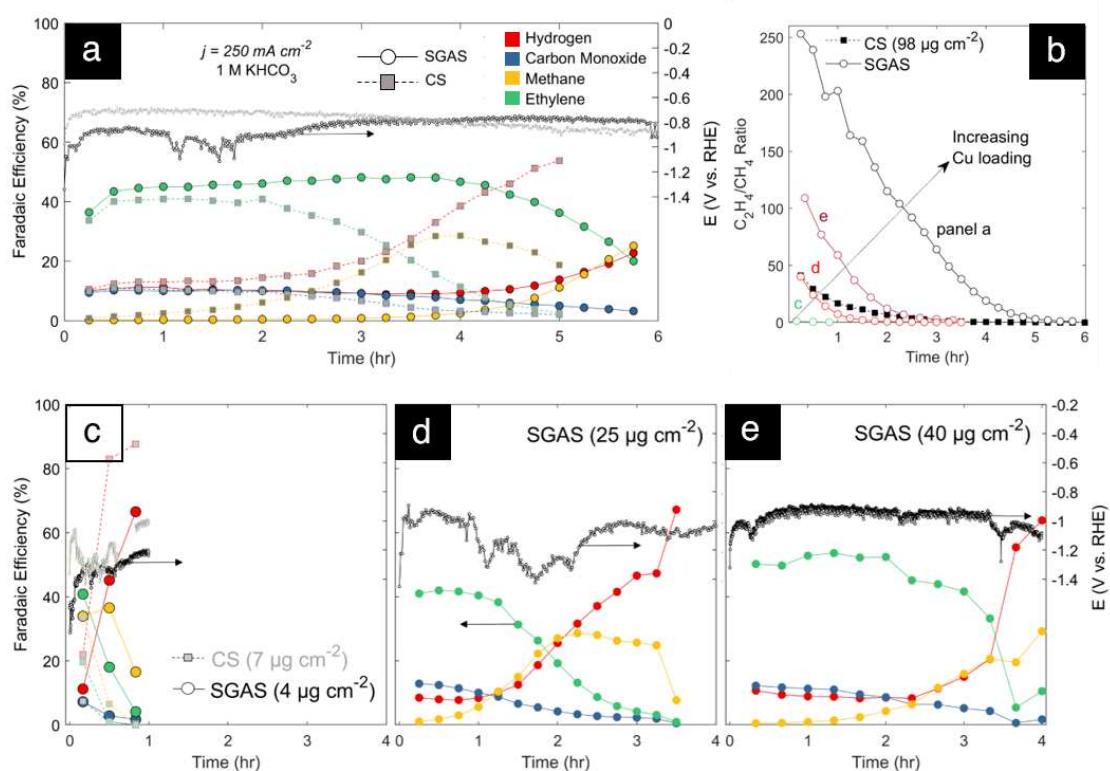 a
j = 250 mA cm⁻²
1 M KHCO₃
SGAS
CS
Hydrogen
Carbon Monoxide
Methane
Ethylene
Faradaic Efficiency (%)
100
80
60
40
20
0
0
-0.2
-0.4
-0.6
-0.8
-1
-1.2
-1.4
E (V vs. RHE)
0 1 2 3 4 5 6
Time (hr)
b
CS (98 µg cm⁻²)
SGAS
C₂H₄/CH₄ Ratio
250
200
150
100
50
0
Increasing
Cu loading
panel a
e
d
c
0 1 2 3 4 5 6
Time (hr)
c
Faradaic Efficiency (%)
100
80
60
40
20
0
CS (7 µg cm⁻²)
SGAS (4 µg cm⁻²)
0 1 2 3 4
Time (hr)
d
SGAS (25 µg cm⁻²)
0 1 2 3 4
Time (hr)
e
SGAS (40 µg cm⁻²)
-0.2
-0.4
-0.6
-0.8
-1
-1.2
-1.4
E (V vs. RHE)
0 1 2 3 4
Time (hr)